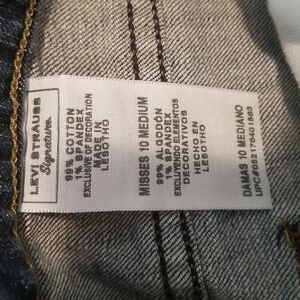 LEVI STRAUSS
Signature
99% COTTON
1% SPANDEX
EXCLUSIVE OF DECORATION
MADE IN
LESOTHO
MISSES 10 MEDIUM
99% ALGODÓN
1% SPANDEX
EXCLUYENDO ELEMENTOS
DECORATIVOS
HECHO EN
LESOTHO
DAMAS 10 MEDIANO